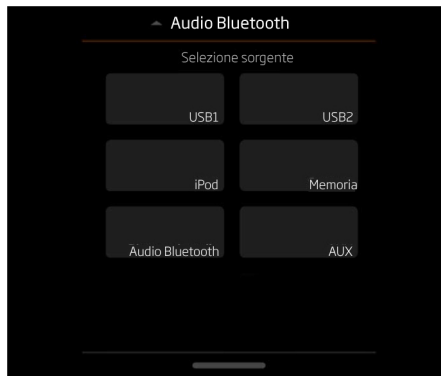 Audio Bluetooth
Selezione sorgente
USB1
USB2
iPod
Memoria
Audio Bluetooth
AUX